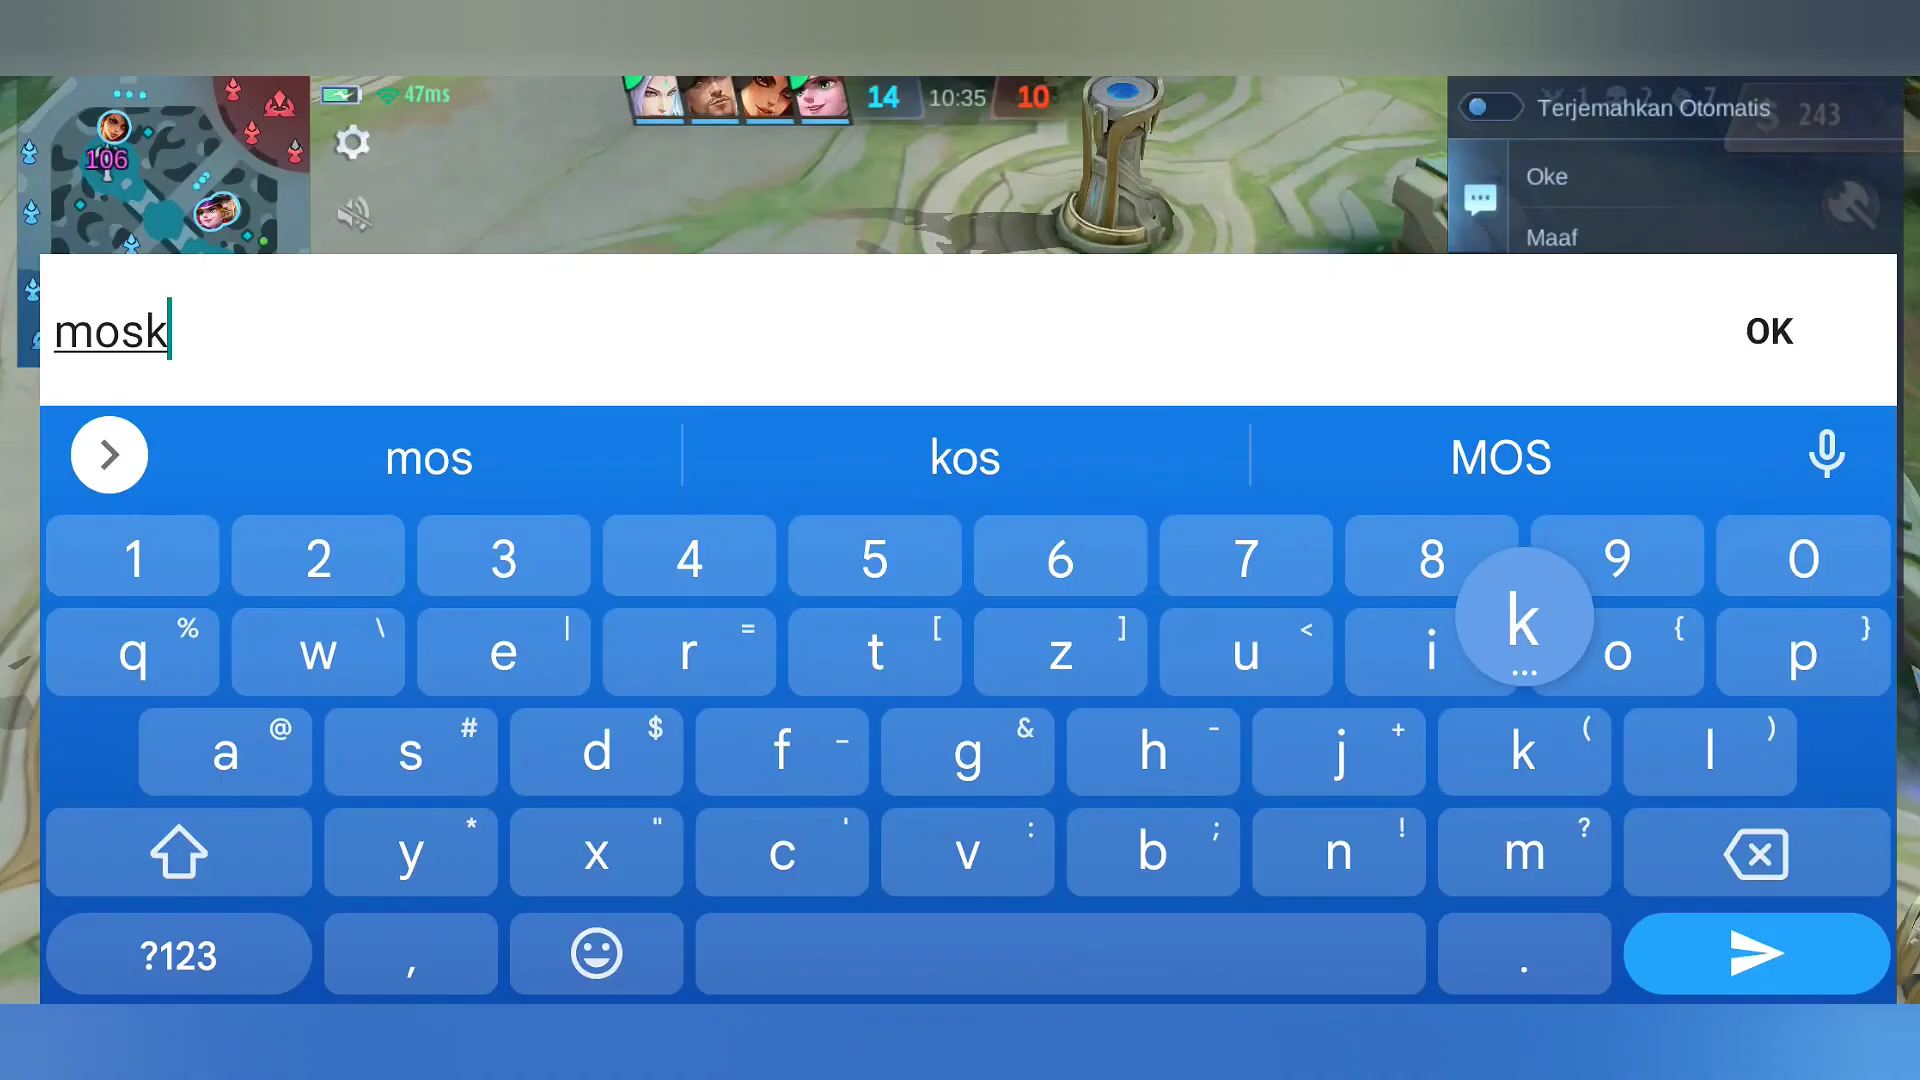 47ms
14 10:35 10
Terjemahkan Otomatis
243
106
Oke
Maaf
mosk
OK
mos kos MOS
1 2 3 4 5 6 7 8 9 0
q % w \ e | r = t [ z ] u < i k ... o { p }
a @ s # d $ f _ g & h - j + k ( l )
y * x " c ' v : b ; n ! m ?
?123 , .